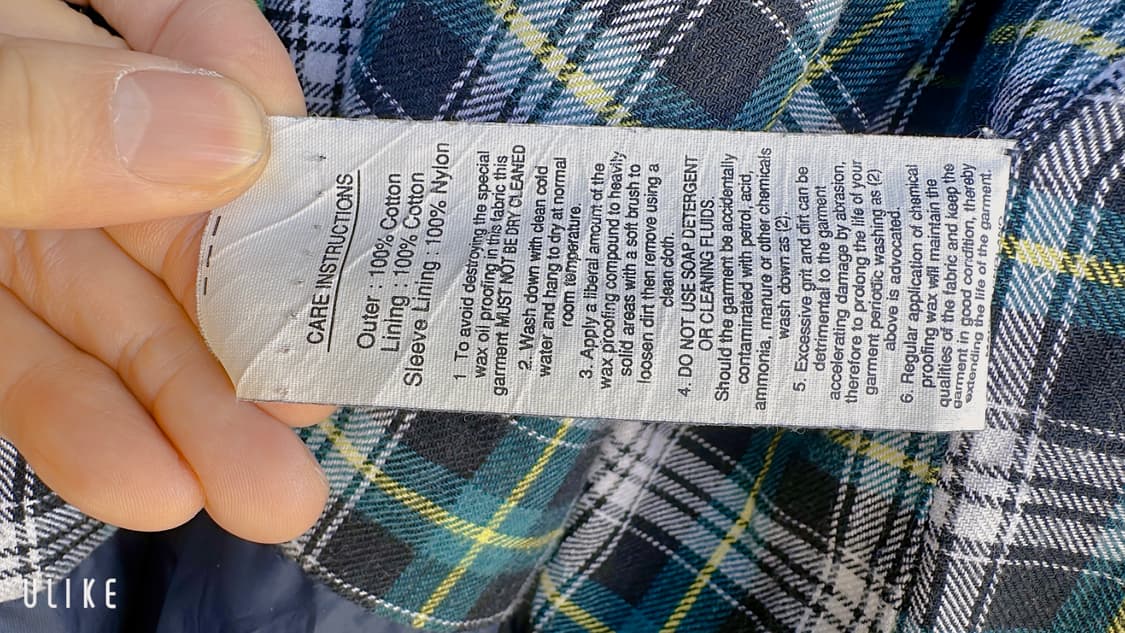 CARE INSTRUCTIONS
Outer : 100% Cotton
Lining : 100% Cotton
Sleeve Lining : 100% Nylon
1 To avoid destroying the special
wax oil proofing in this fabric this
garment MUST NOT BE DRY CLEANED
2. Wash down with clean cold
water and hang to dry at normal
room temperature.
3. Apply a liberal amount of the
wax proofing compound to heavily
solid areas with a soft brush to
loosen dirt then remove using a
clean cloth.
4. DO NOT USE SOAP DETERGENT
OR CLEANING FLUIDS.
Should the garment be accidentally
contaminated with petrol, acid,
ammonia, manure or other chemicals
wash down as (2).
5. Excessive grit and dirt can be
detrimental to the garment
accelerating damage by abrasion,
therefore to prolong the life of your
garment periodic washing as (2)
above is advocated.
6. Regular application of chemical
proofing wax will maintain the
qualities of the fabric and keep the
garment in good condition, thereby
extending the life of the garment.
ULIKE